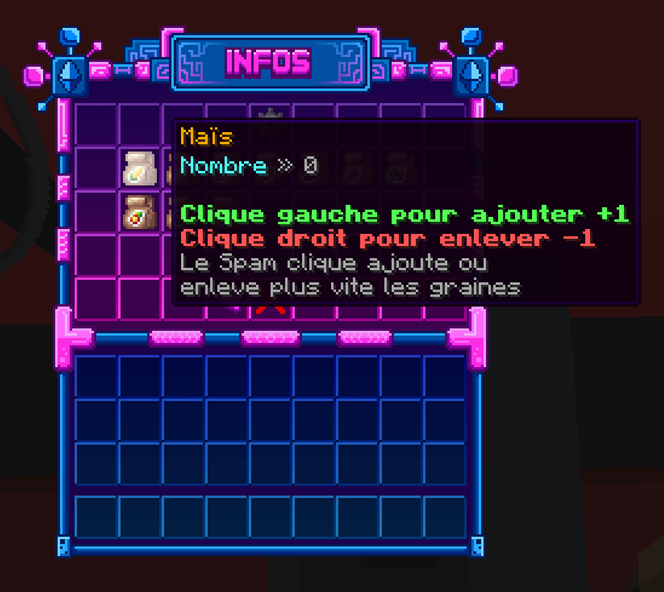 INFOS
Maïs
Nombre » 0
Clique gauche pour ajouter +1
Clique droit pour enlever -1
Le Spam clique ajoute ou
enleve plus vite les graines